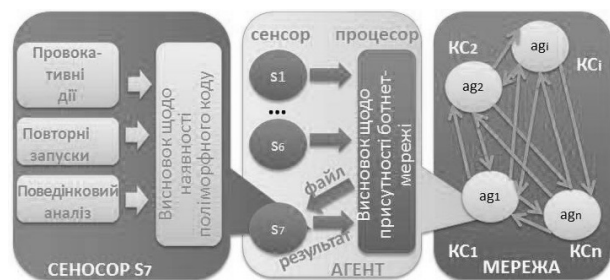 Провока-
тивні
дії
Повторні
запуски
Поведінковий
аналіз
Висновок щодо
наявності
поліморфного коду
СЕНОСОР S7
сенсор
процесор
s1
...
s6
s7
файл
результат
Висновок щодо
присутності ботнет-
мережі
АГЕНТ
КС2
agi
КСi
ag2
ag1
agn
КС1
КСn
МЕРЕЖА